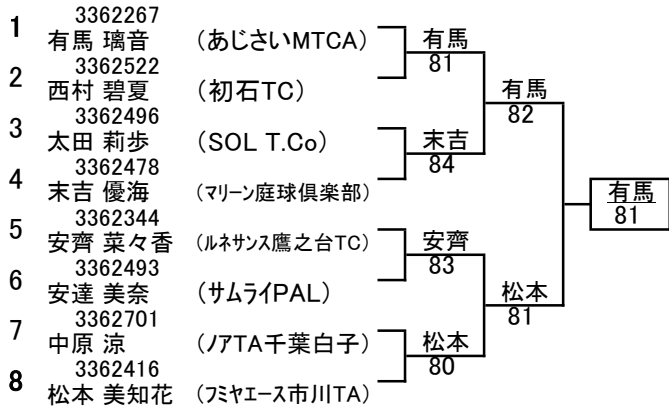 3362267
1 有馬 璃音 (あじさいMTCA)
3362522
2 西村 碧夏 (初石TC)
3362496
3 太田 莉歩 (SOL T.Co)
3362478
4 末吉 優海 (マリーン庭球倶楽部)
3362344
5 安齊 菜々香 (ルネサンス鷹之台TC)
3362493
6 安達 美奈 (サムライPAL)
3362701
7 中原 涼 (ノアTA千葉白子)
3362416
8 松本 美知花 (フミヤエース市川TA)
有馬
81
末吉
84
安齊
83
松本
80
有馬
82
松本
81
有馬
81